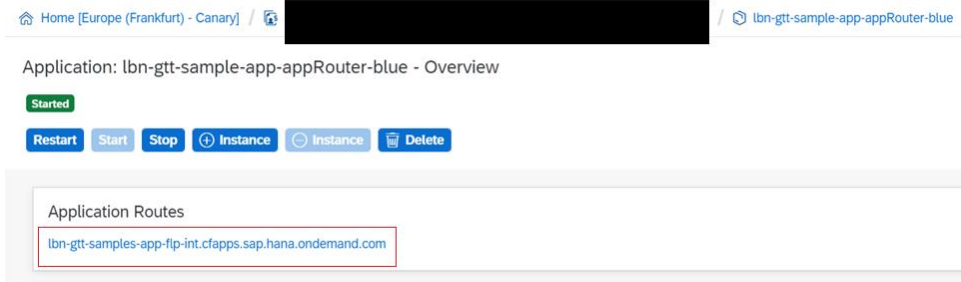 Home [Europe (Frankfurt) - Canary] / / lbn-gtt-sample-app-appRouter-blue
Application: lbn-gtt-sample-app-appRouter-blue - Overview
Started
Restart Start Stop Instance Instance Delete
Application Routes
lbn-gtt-samples-app-flp-int.cfapps.sap.hana.ondemand.com